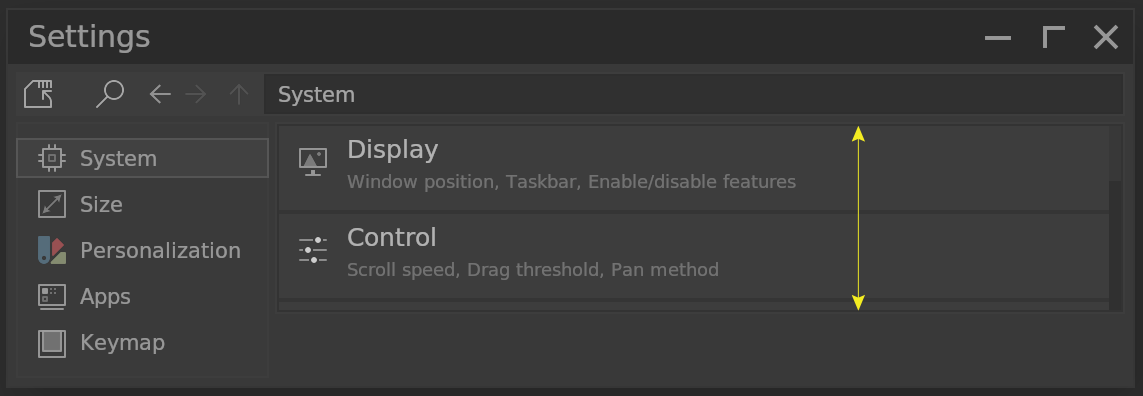 Settings
System
System
Size
Personalization
Apps
Keymap
Display
Window position, Taskbar, Enable/disable features
Control
Scroll speed, Drag threshold, Pan method